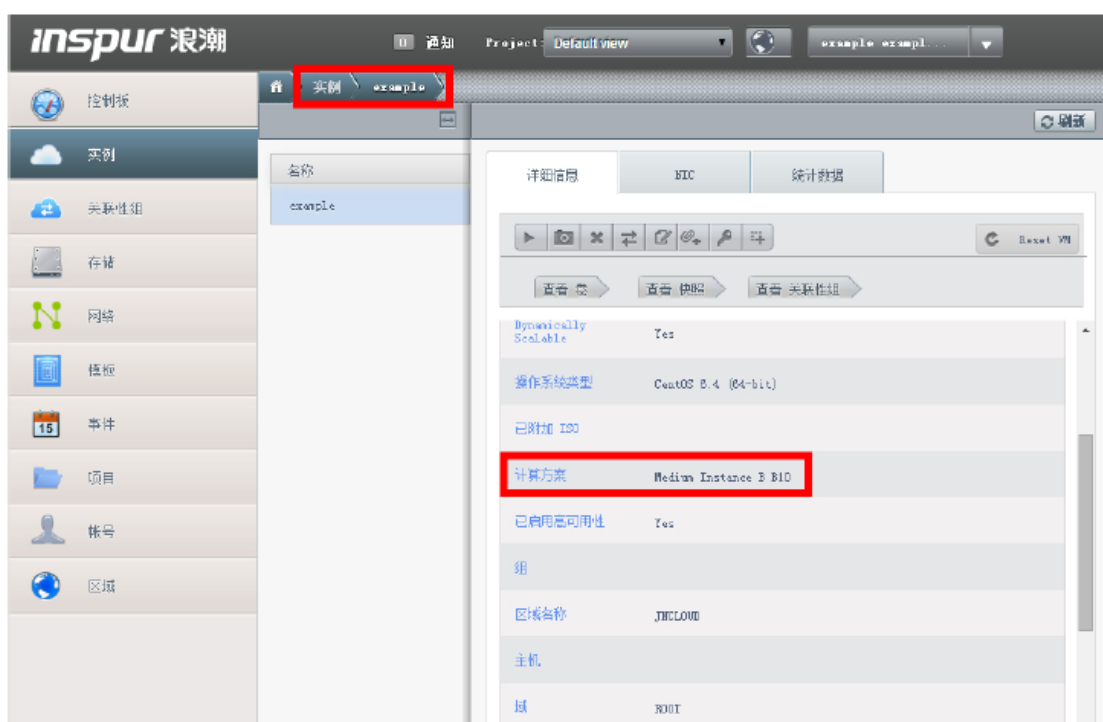 inspur 浪潮
0 通知 Project: Default view example exampl...
实例 example
刷新
控制板
实例
关联性组
存储
网络
模板
事件
15
项目
帐号
区域
名称
example
详细信息 NIC 统计数据
Reset VM
查看 卷 查看 快照 查看 关联性组
Dynamically Scalable Yes
操作系统类型 CentOS 6.4 (64-bit)
已附加 ISO
计算方案 Medium Instance B B10
已启用高可用性 Yes
组
区域名称 JNCLOUD
主机
域 ROOT